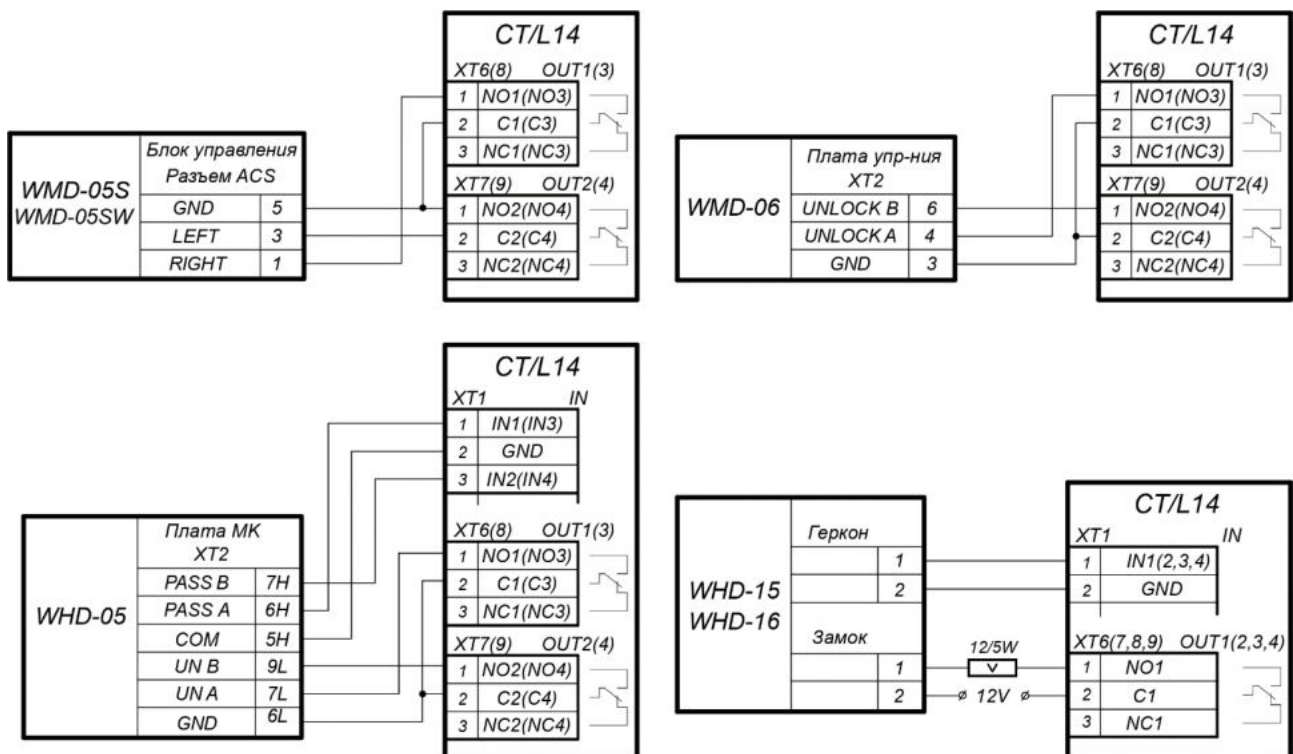 CT/L14
XT6(8) OUT1(3)
1 NO1(NO3)
2 C1(C3)
3 NC1(NC3)
XT7(9) OUT2(4)
1 NO2(NO4)
2 C2(C4)
3 NC2(NC4)
WMD-05S
WMD-05SW
Блок управления
Разъем ACS
GND 5
LEFT 3
RIGHT 1
CT/L14
XT6(8) OUT1(3)
1 NO1(NO3)
2 C1(C3)
3 NC1(NC3)
XT7(9) OUT2(4)
1 NO2(NO4)
2 C2(C4)
3 NC2(NC4)
WMD-06
Плата упр-ния
XT2
UNLOCK B 6
UNLOCK A 4
GND 3
CT/L14
XT1 IN
1 IN1(IN3)
2 GND
3 IN2(IN4)
XT6(8) OUT1(3)
1 NO1(NO3)
2 C1(C3)
3 NC1(NC3)
XT7(9) OUT2(4)
1 NO2(NO4)
2 C2(C4)
3 NC2(NC4)
WHD-05
Плата МК
XT2
PASS B 7H
PASS A 6H
COM 5H
UN B 9L
UN A 7L
GND 6L
WHD-15
WHD-16
Геркон
1
2
Замок
1
2
12/5W
V
12V
CT/L14
XT1 IN
1 IN1(2,3,4)
2 GND
XT6(7,8,9) OUT1(2,3,4)
1 NO1
2 C1
3 NC1